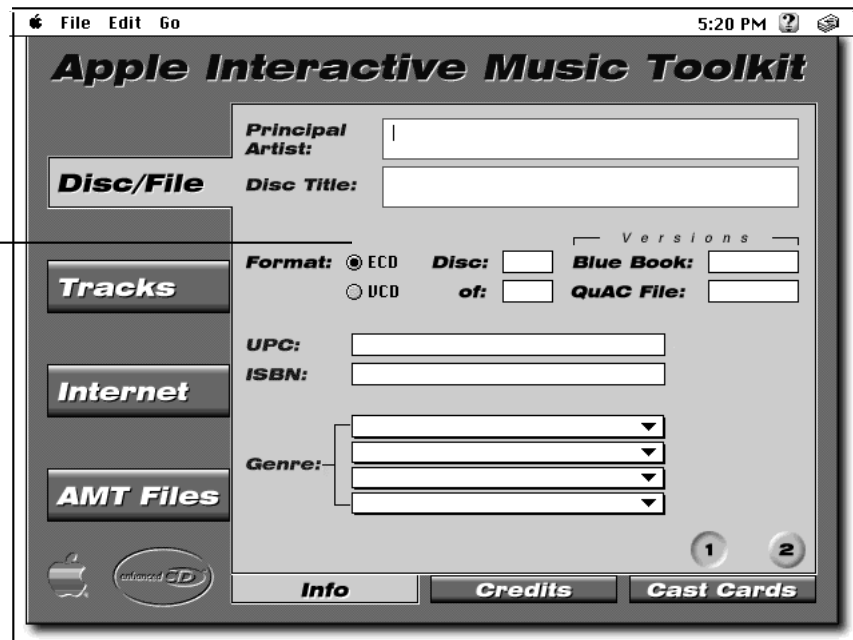 File Edit Go 5:20 PM
Apple Interactive Music Toolkit
Principal
Artist:
Disc/File
Disc Title:
Versions
Format: ECD Disc: Blue Book:
VCD of: QuAC File:
Tracks
UPC:
ISBN:
Internet
Genre:
AMT Files
1 2
enhanced CD
Info Credits Cast Cards